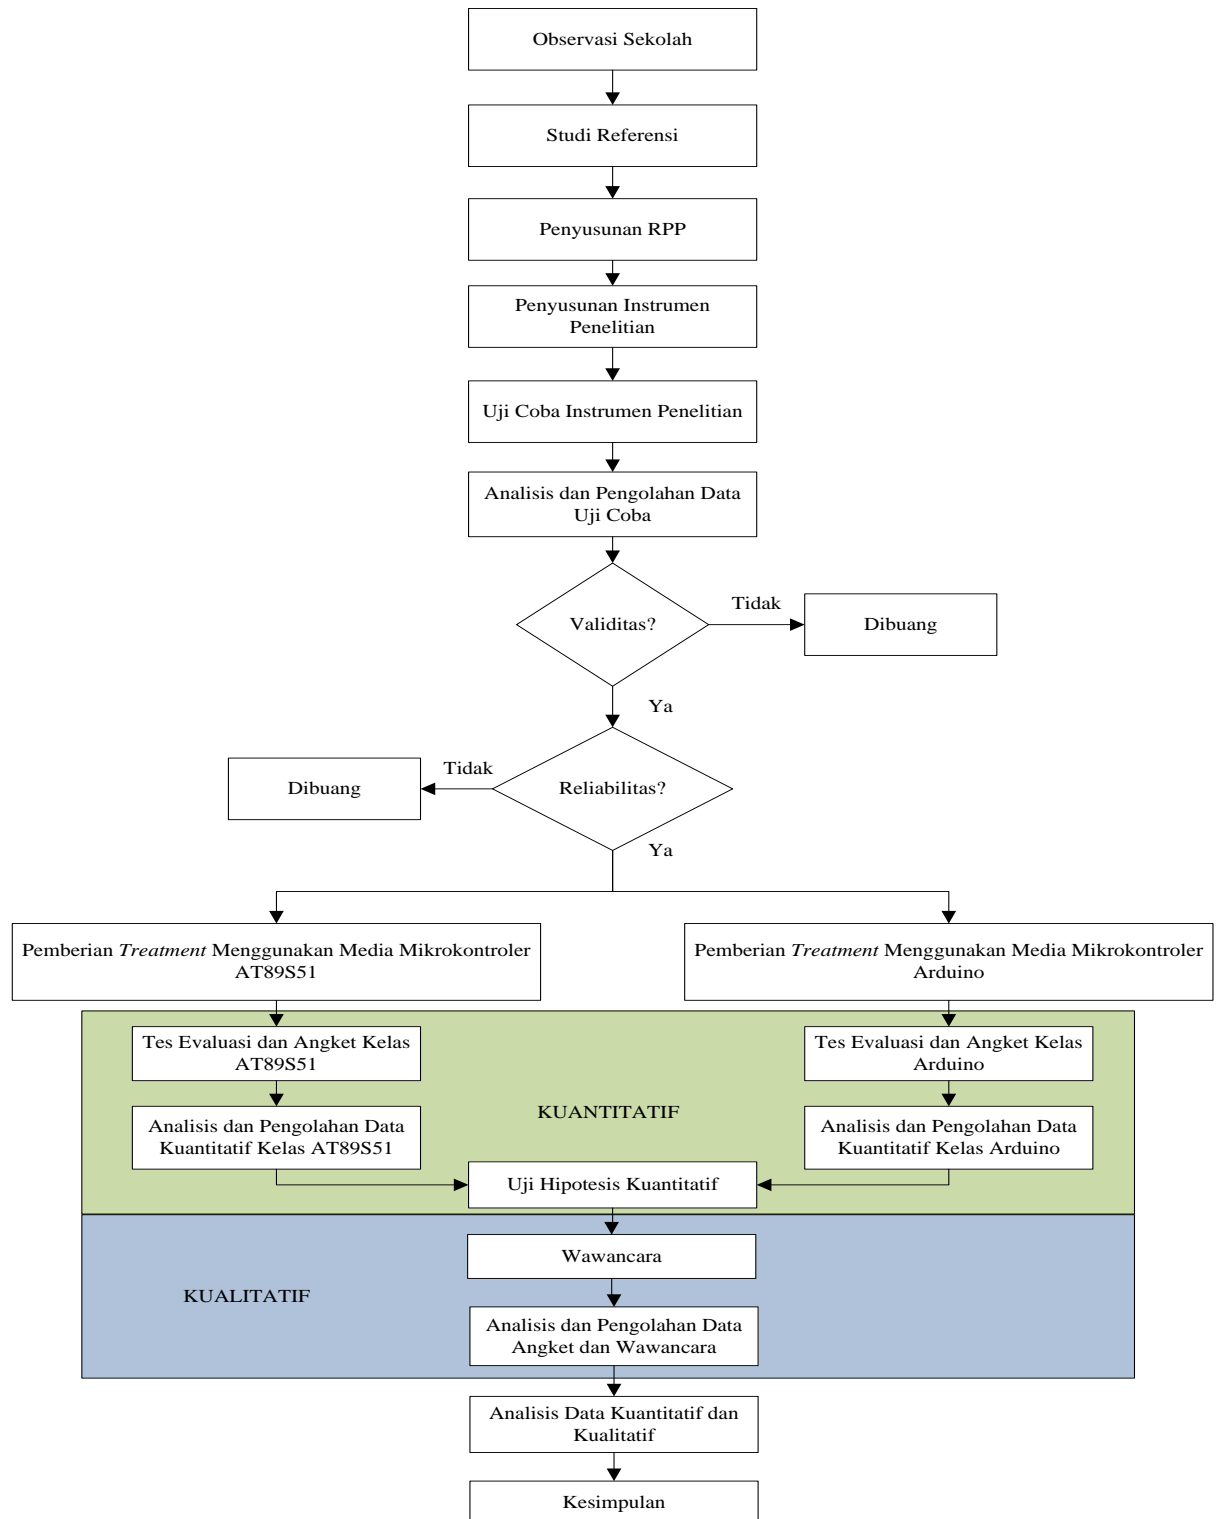 Observasi Sekolah
Studi Referensi
Penyusunan RPP
Penyusunan Instrumen
Penelitian
Uji Coba Instrumen Penelitian
Analisis dan Pengolahan Data
Uji Coba
Validitas?
Tidak
Dibuang
Ya
Reliabilitas?
Tidak
Dibuang
Ya
Pemberian Treatment Menggunakan Media Mikrokontroler
AT89S51
Pemberian Treatment Menggunakan Media Mikrokontroler
Arduino
Tes Evaluasi dan Angket Kelas
AT89S51
Tes Evaluasi dan Angket Kelas
Arduino
KUANTITATIF
Analisis dan Pengolahan Data
Kuantitatif Kelas AT89S51
Analisis dan Pengolahan Data
Kuantitatif Kelas Arduino
Uji Hipotesis Kuantitatif
Wawancara
KUALITATIF
Analisis dan Pengolahan Data
Angket dan Wawancara
Analisis Data Kuantitatif dan
Kualitatif
Kesimpulan